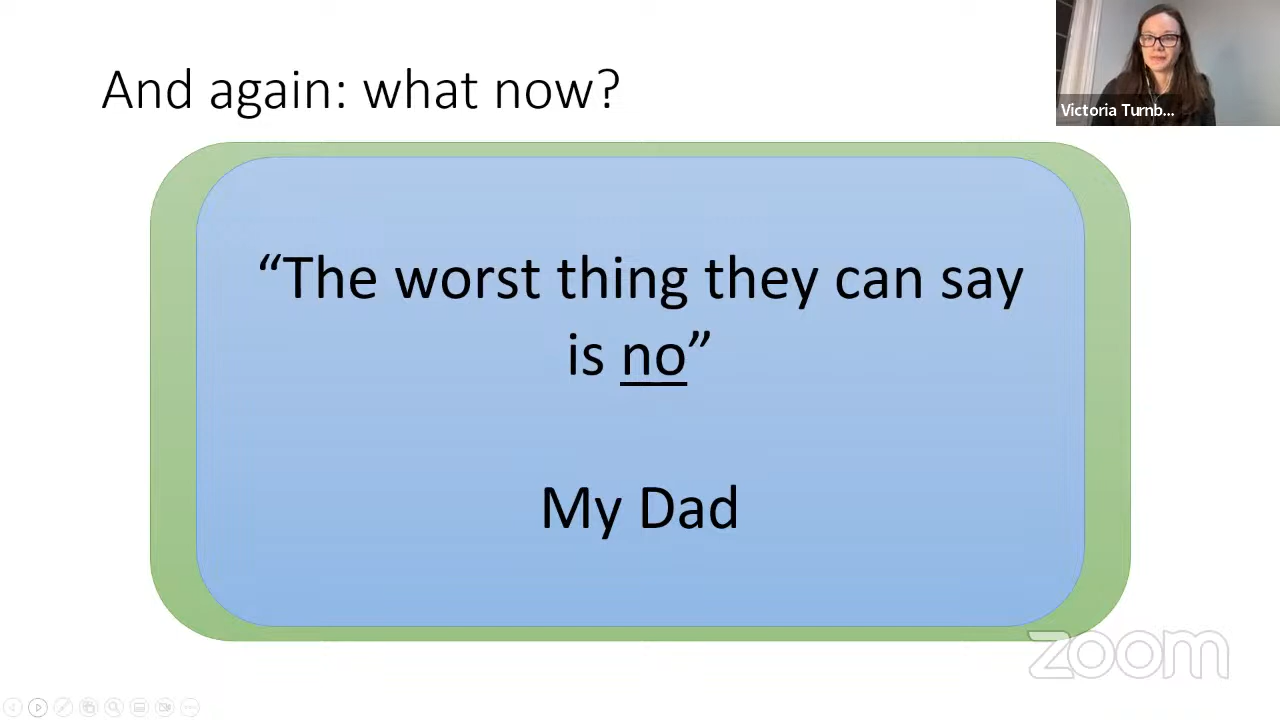 And again: what now?
Victoria Turnb...
“The worst thing they can say
is no”
My Dad
zoom